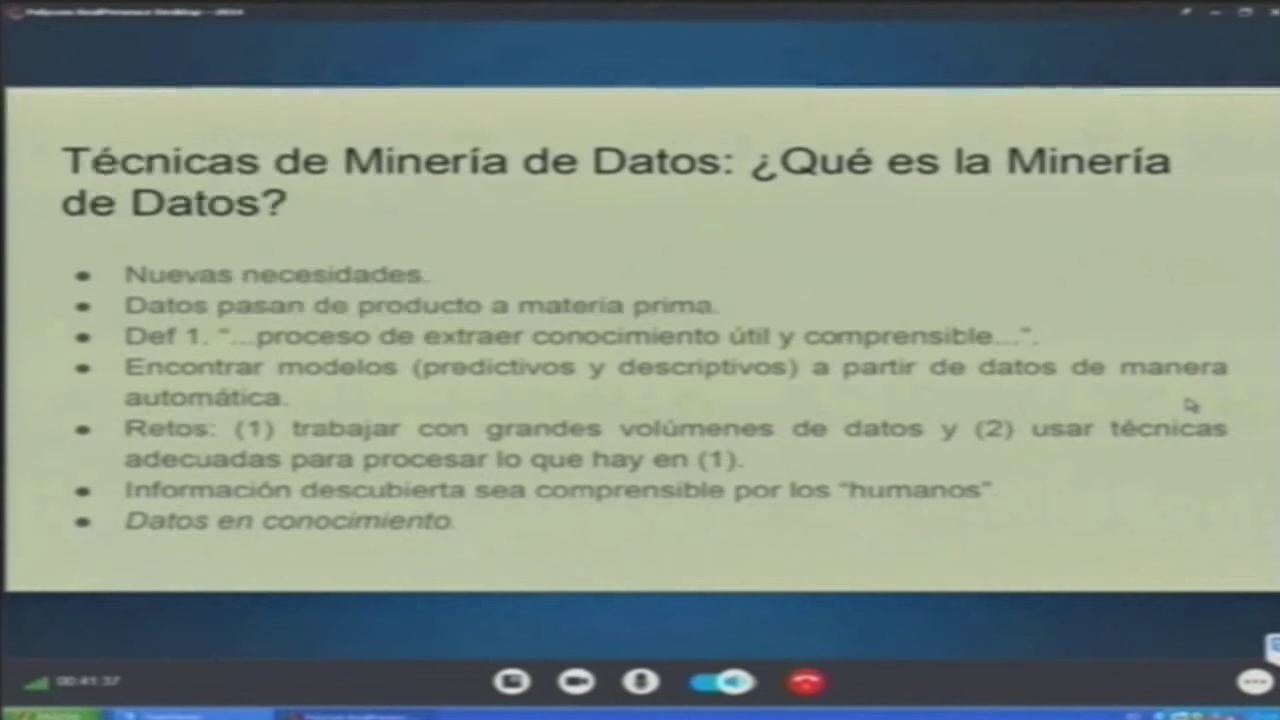 Técnicas de Minería de Datos: ¿Qué es la Minería
de Datos?
● Nuevas necesidades.
● Datos pasan de producto a materia prima.
● Def 1. "...proceso de extraer conocimiento útil y comprensible...".
● Encontrar modelos (predictivos y descriptivos) a partir de datos de manera
automática.
● Retos: (1) trabajar con grandes volúmenes de datos y (2) usar técnicas
adecuadas para procesar lo que hay en (1).
● Información descubierta sea comprensible por los "humanos".
● Datos en conocimiento.
00:41:37